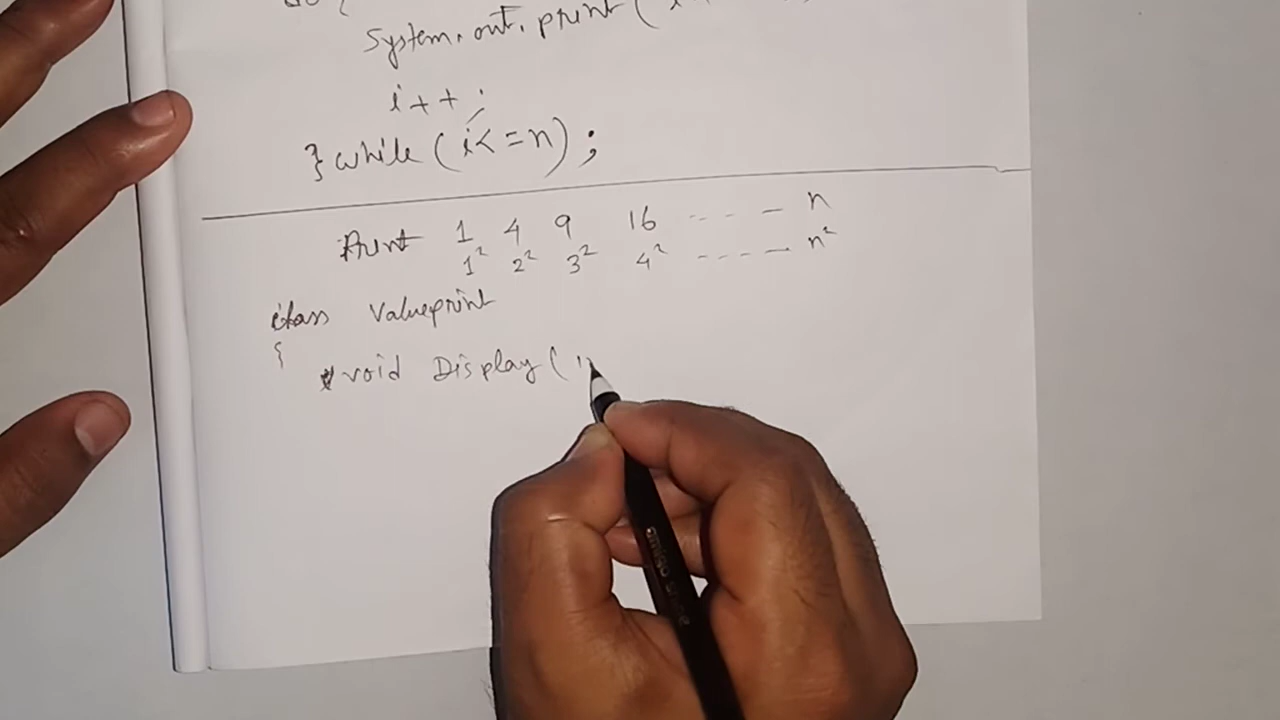 System.out.print(
i++;
} while (i<=n);
Print 1 4 9 16 ---- n
1² 2² 3² 4² ---- n²
class Valueprint
{ void Display (